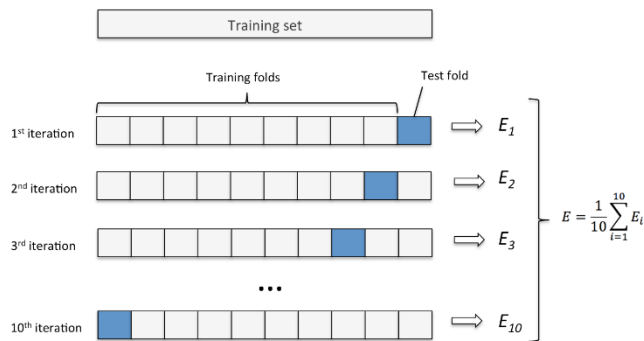 Training set
Training folds
Test fold
1st iteration
E1
2nd iteration
E2
3rd iteration
E3
E = 1/10 10∑i=1 Ei
...
10th iteration
E10